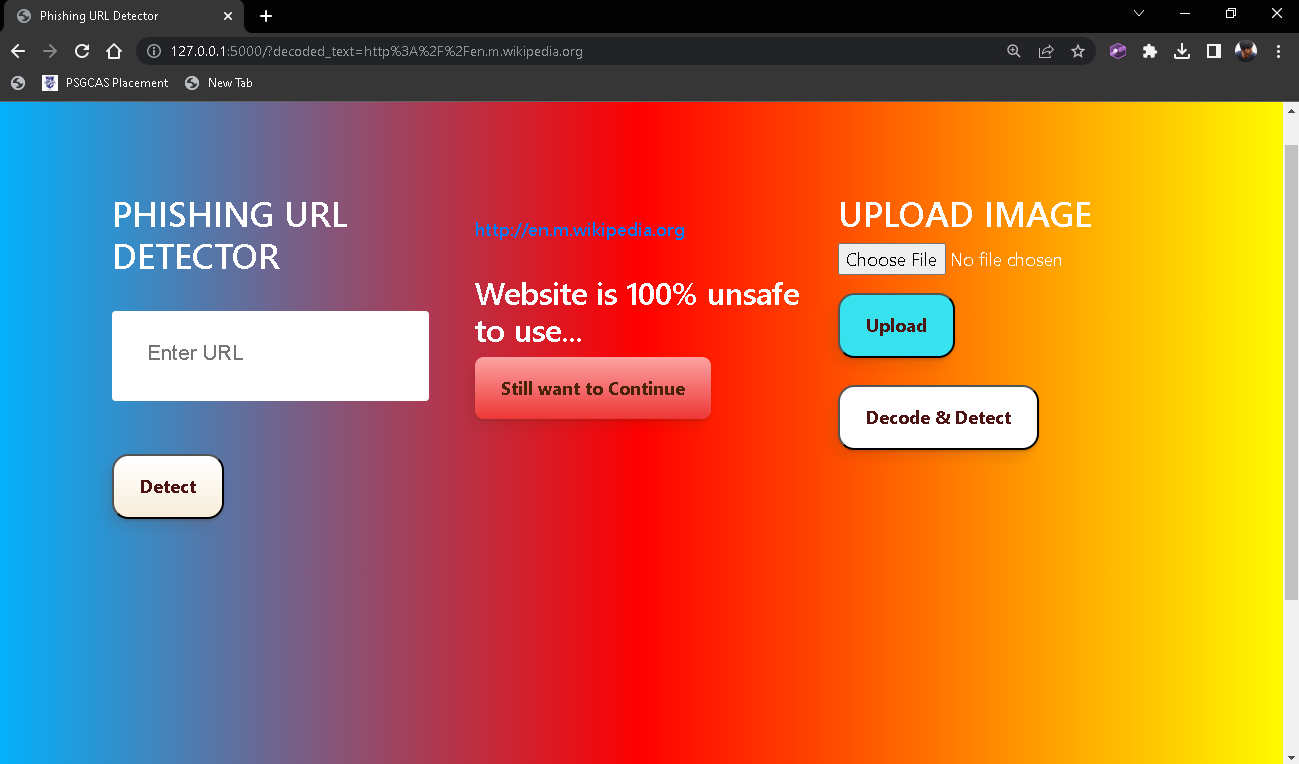 Phishing URL Detector
127.0.0.1:5000/?decoded_text=http%3A%2F%2Fen.m.wikipedia.org
PSGCAS Placement
New Tab
PHISHING URL
DETECTOR
Enter URL
Detect
http://en.m.wikipedia.org
Website is 100% unsafe
to use...
Still want to Continue
UPLOAD IMAGE
Choose File No file chosen
Upload
Decode & Detect